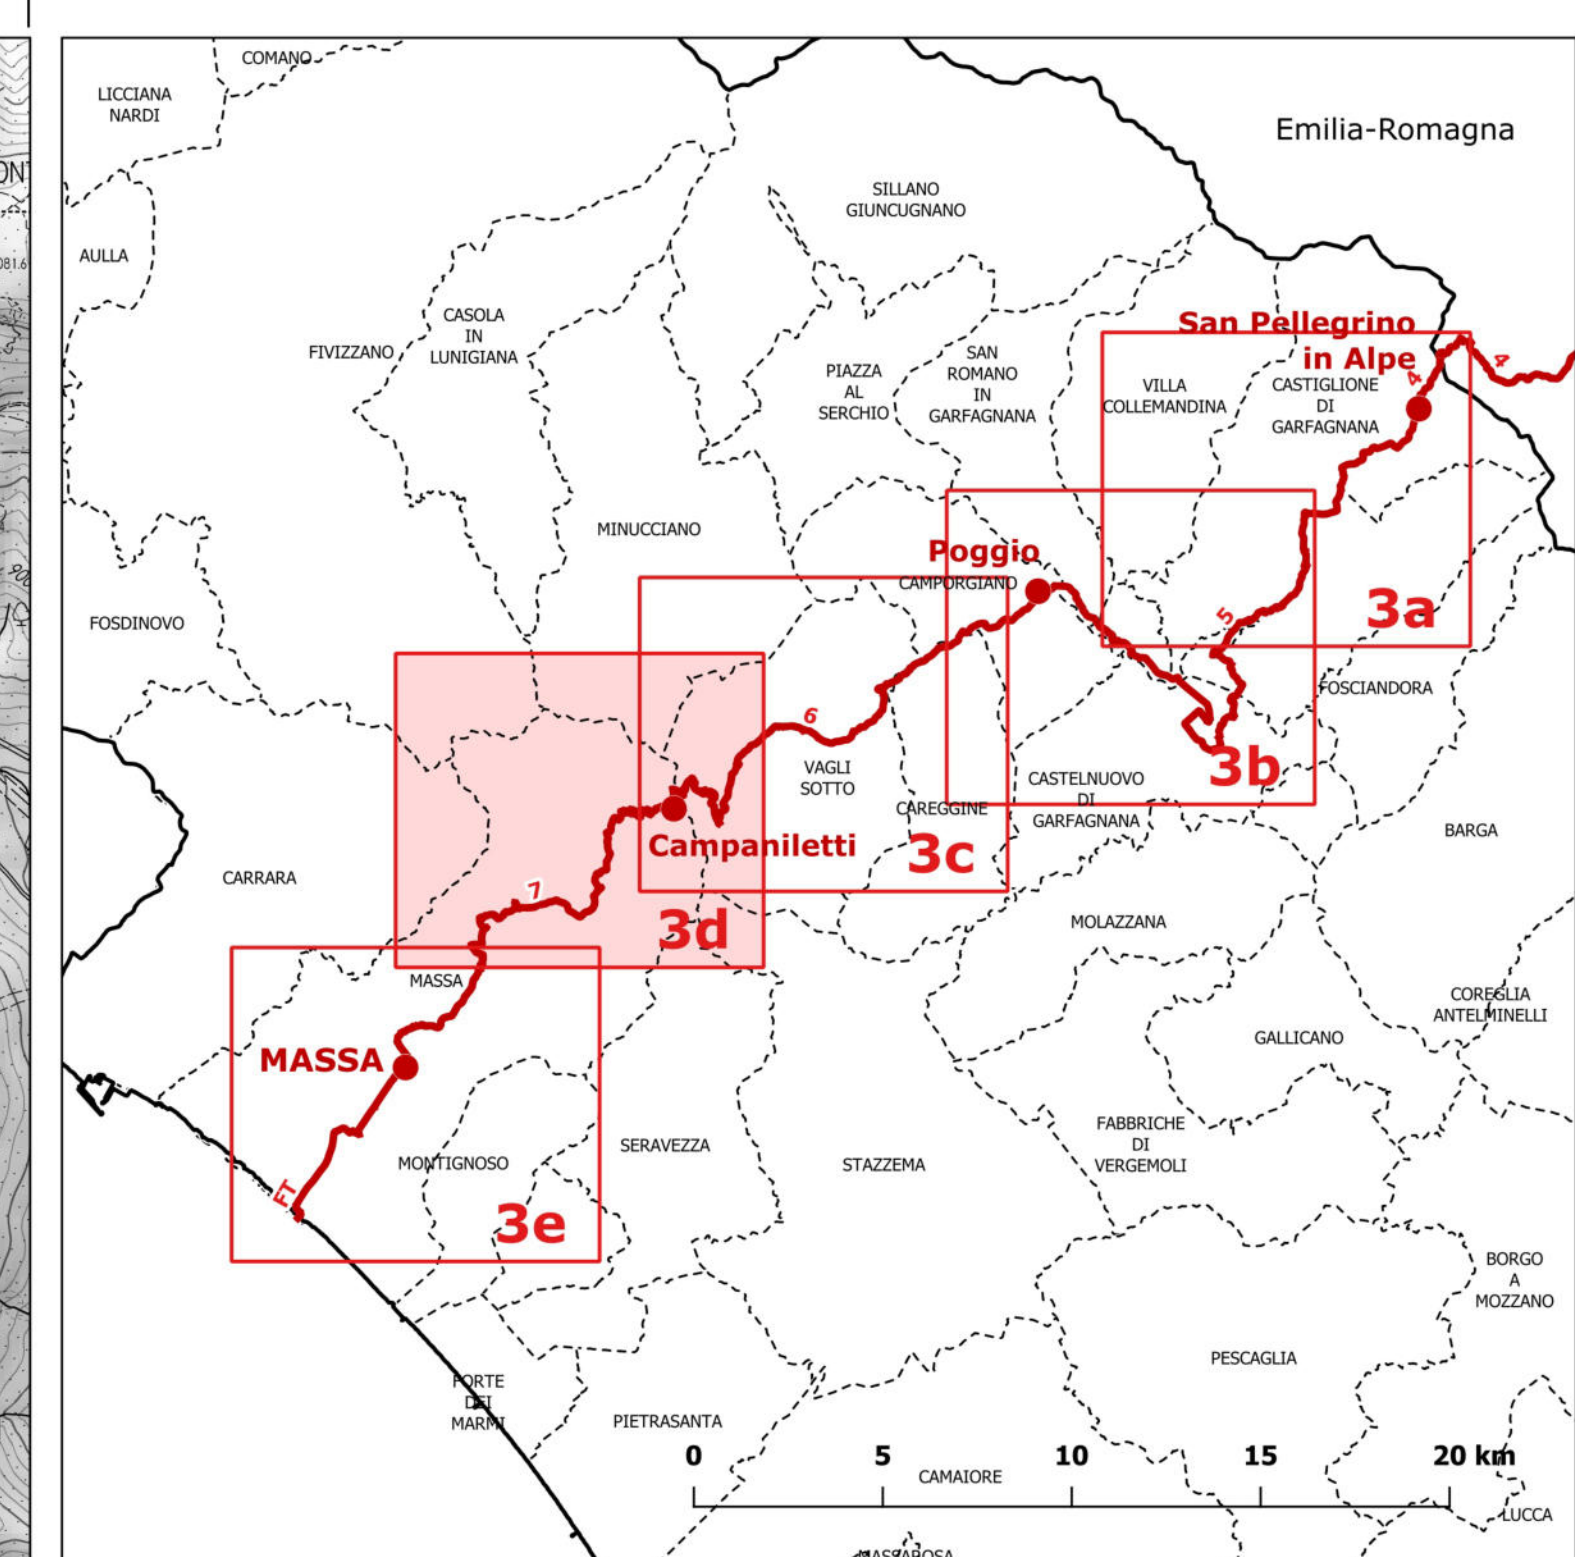 COMANO
LICCIANA
NARDI
Emilia-Romagna
SILLANO
GIUNCUGNANO
AULLA
081.6
CASOLA
IN
LUNIGIANA
FIVIZZANO
San Pellegrino
in Alpe
4
4
SAN
ROMANO
IN
GARFAGNANA
PIAZZA
AL
SERCHIO
VILLA
COLLEMANDINA
CASTIGLIONE
DI
GARFAGNANA
MINUCCIANO
Poggio
CAMPORGIANO
900
3a
5
FOSDINOVO
FOSCIANDORA
6
3b
VAGLI
SOTTO
CASTELNUOVO
DI
GARFAGNANA
CAREGGINE
BARGA
Campaniletti
3c
CARRARA
7
3d
MOLAZZANA
MASSA
COREGLIA
ANTELMINELLI
GALLICANO
MASSA
FABBRICHE
DI
VERGEMOLI
SERAVEZZA
STAZZEMA
MONTIGNOSO
FT
3e
BORGO
A
MOZZANO
PESCAGLIA
FORTE
DEI
MARMI
PIETRASANTA
0 5 10 15 20 km
CAMAIORE
LUCCA
MASSAROSA